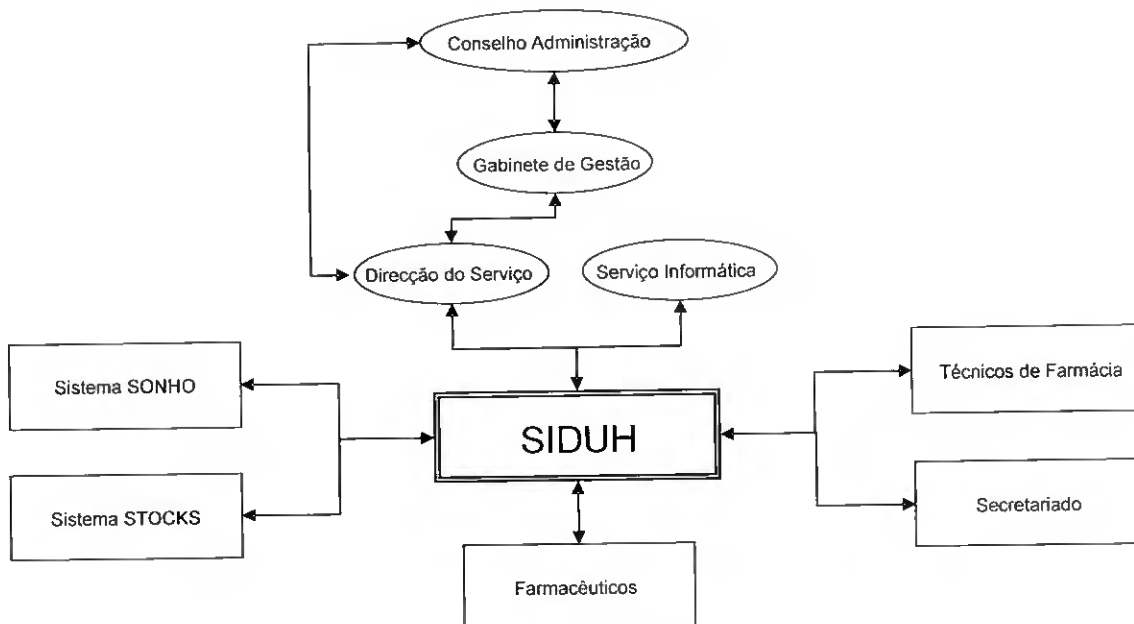 Conselho Administração
Gabinete de Gestão
Direcção do Serviço
Serviço Informática
Sistema SONHO
Técnicos de Farmácia
SIDUH
Sistema STOCKS
Secretariado
Farmacêuticos